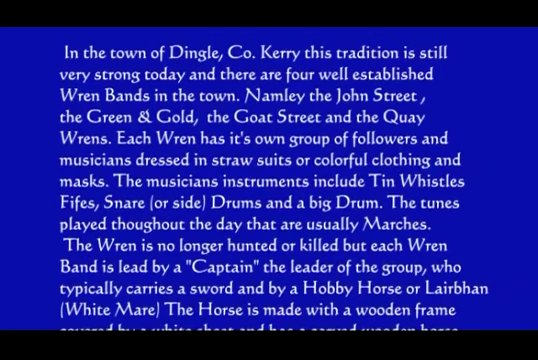 In the town of Dingle, Co. Kerry this tradition is still
very strong today and there are four well established
Wren Bands in the town. Namley the John Street ,
the Green & Gold, the Goat Street and the Quay
Wrens. Each Wren has it's own group of followers and
musicians dressed in straw suits or colorful clothing and
masks. The musicians instruments include Tin Whistles
Fifes, Snare (or side) Drums and a big Drum. The tunes
played thoughout the day that are usually Marches.
The Wren is no longer hunted or killed but each Wren
Band is lead by a "Captain" the leader of the group, who
typically carries a sword and by a Hobby Horse or Lairbhan
(White Mare) The Horse is made with a wooden frame
covered by a white sheet and has a carved wooden horse